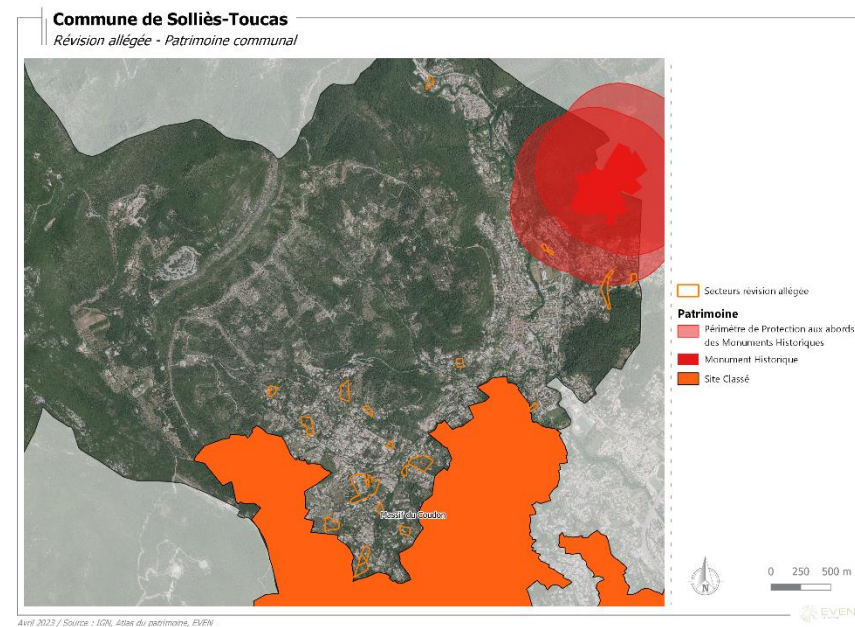 Commune de Solliès-Toucas
Révision allégée - Patrimoine communal
Massif du Coudon
Secteurs révision allégée
Patrimoine
Périmètre de Protection aux abords
des Monuments Historiques
Monument Historique
Site Classé
N
0 250 500 m
EVEN
Avril 2023 / Source : IGN, Atlas du patrimoine, EVEN